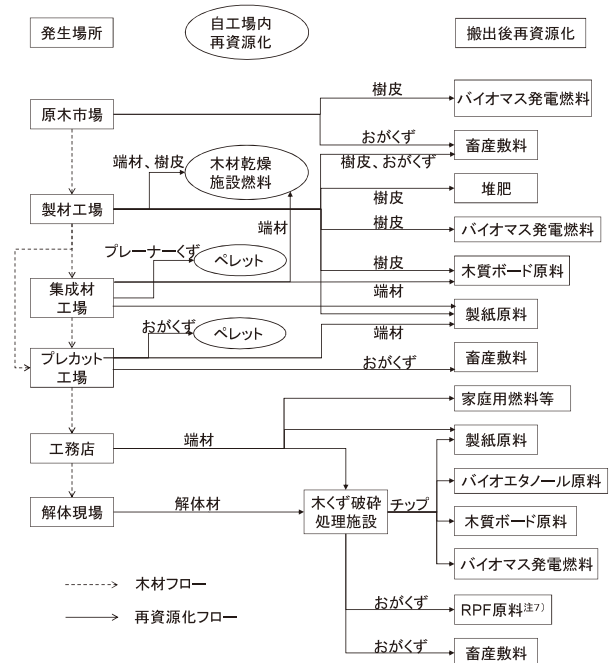 発生場所
自工場内
再資源化
搬出後再資源化
原木市場
樹皮
バイオマス発電燃料
おがくず
畜産敷料
端材、樹皮
木材乾燥
施設燃料
樹皮、おがくず
堆肥
樹皮
製材工場
端材
樹皮
バイオマス発電燃料
プレーナーくず
ペレット
樹皮
木質ボード原料
集成材
工場
端材
製紙原料
おがくず
ペレット
端材
プレカット
工場
おがくず
畜産敷料
家庭用燃料等
工務店
端材
製紙原料
バイオエタノール原料
解体現場
解体材
木くず破砕
処理施設
チップ
木質ボード原料
バイオマス発電燃料
木材フロー
再資源化フロー
おがくず
RPF原料注7)
おがくず
畜産敷料